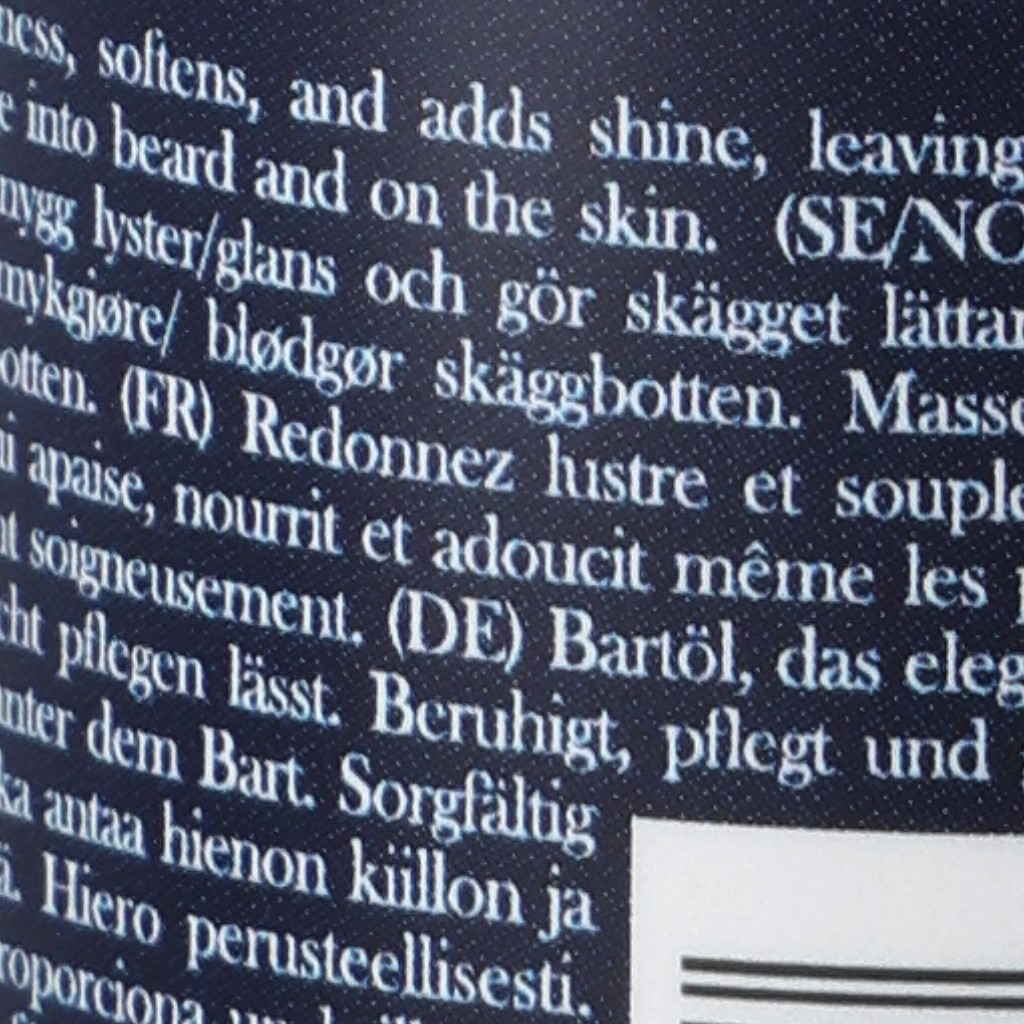 ness, softens, and adds shine, leaving
into beard and on the skin. (SE/NO
lyster/glans och gör skägget lättar
mykgjøre/ blødgør skäggbotten. Masse
otten. (FR) Redonnez lustre et souple
apaise, nourrit et adoucit même les
soigneusement. (DE) Bartöl, das eleg
cht pflegen lässt. Beruhigt, pflegt und
unter dem Bart. Sorgfältig
ka antaa hienon kiillon ja
Hiero perusteellisesti.
roporciona un